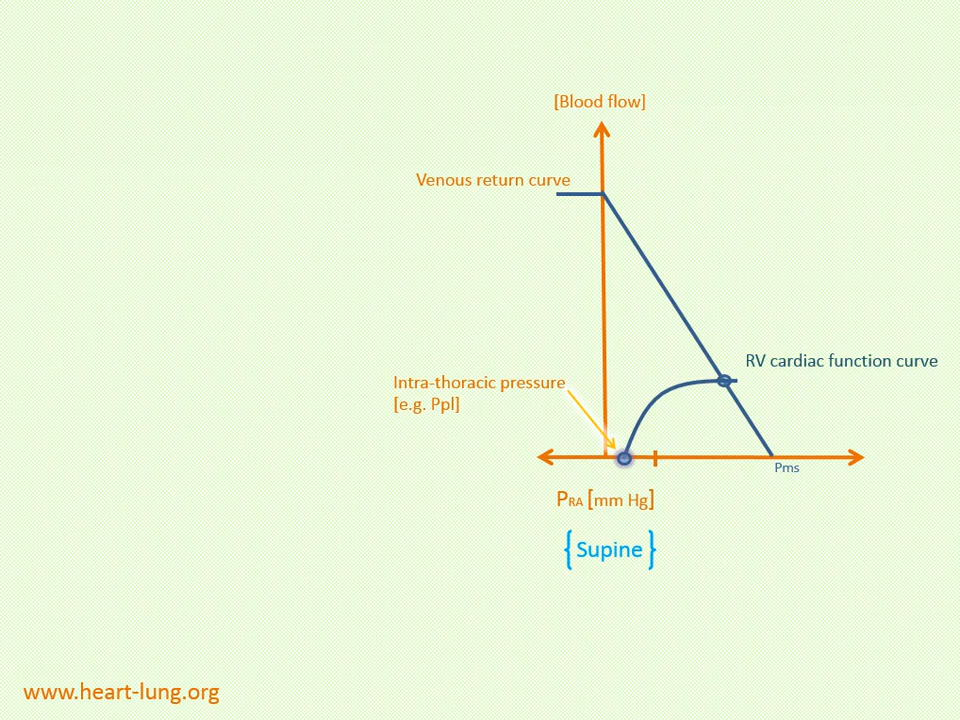 [Blood flow]
Venous return curve
RV cardiac function curve
Intra-thoracic pressure
[e.g. Ppl]
Pms
PRA [mm Hg]
{Supine}
www.heart-lung.org